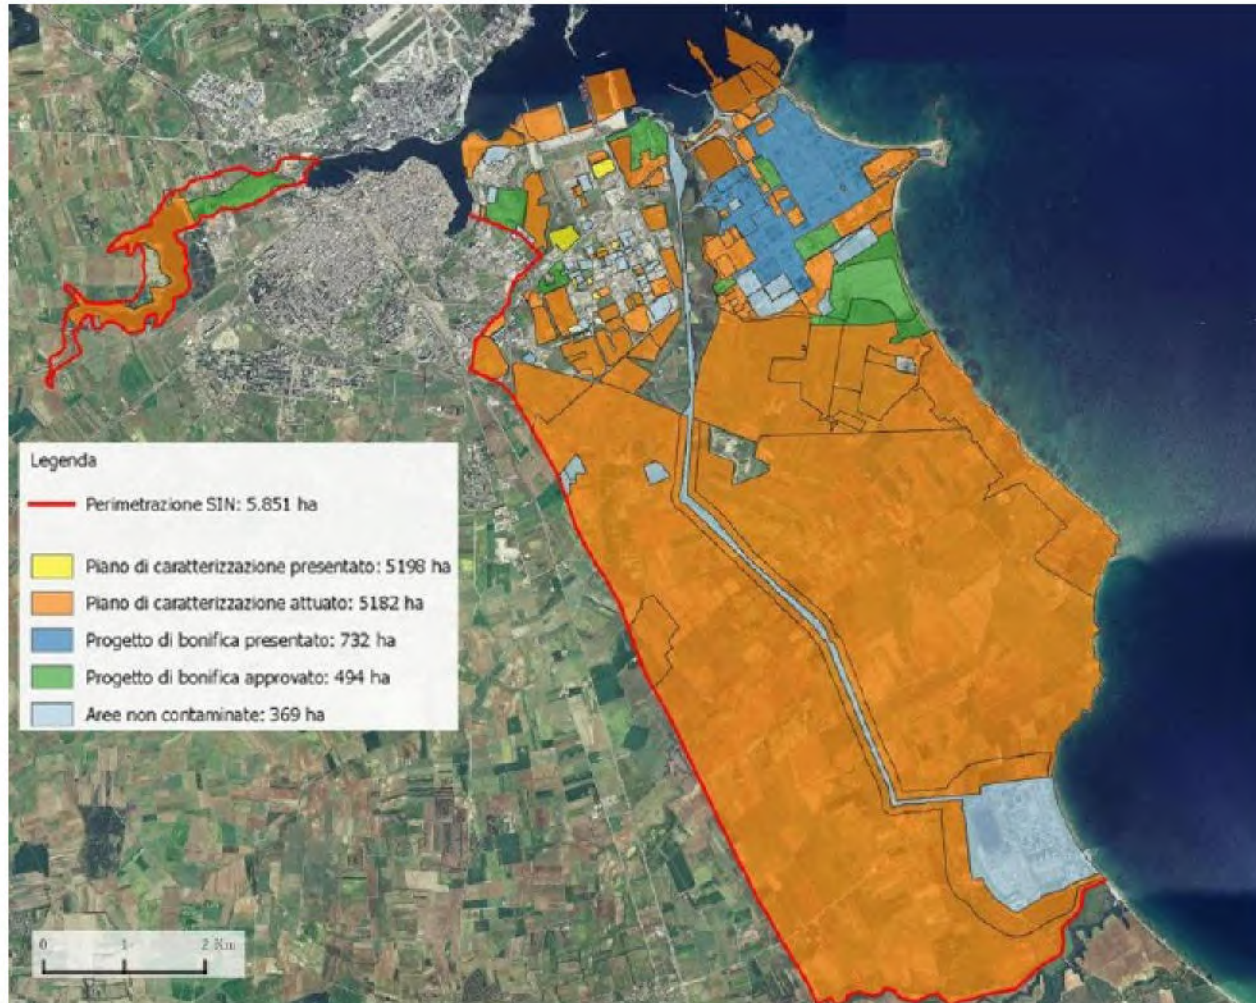 Legenda
Perimetrazione SIN: 5.851 ha
Piano di caratterizzazione presentato: 5198 ha
Piano di caratterizzazione attuato: 5182 ha
Progetto di bonifica presentato: 732 ha
Progetto di bonifica approvato: 494 ha
Aree non contaminate: 369 ha
0 1 2 Km